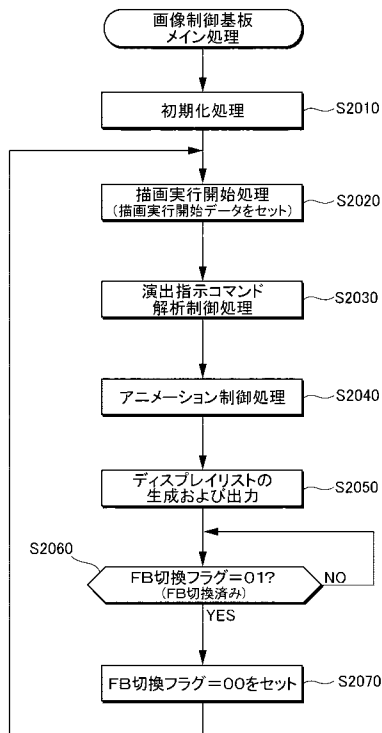 画像制御基板
メイン処理
初期化処理
S2010
描画実行開始処理
(描画実行開始データをセット)
S2020
演出指示コマンド
解析制御処理
S2030
アニメーション制御処理
S2040
ディスプレイリストの
生成および出力
S2050
S2060
FB切換フラグ=01?
(FB切換済み)
NO
YES
FB切換フラグ=00をセット
S2070